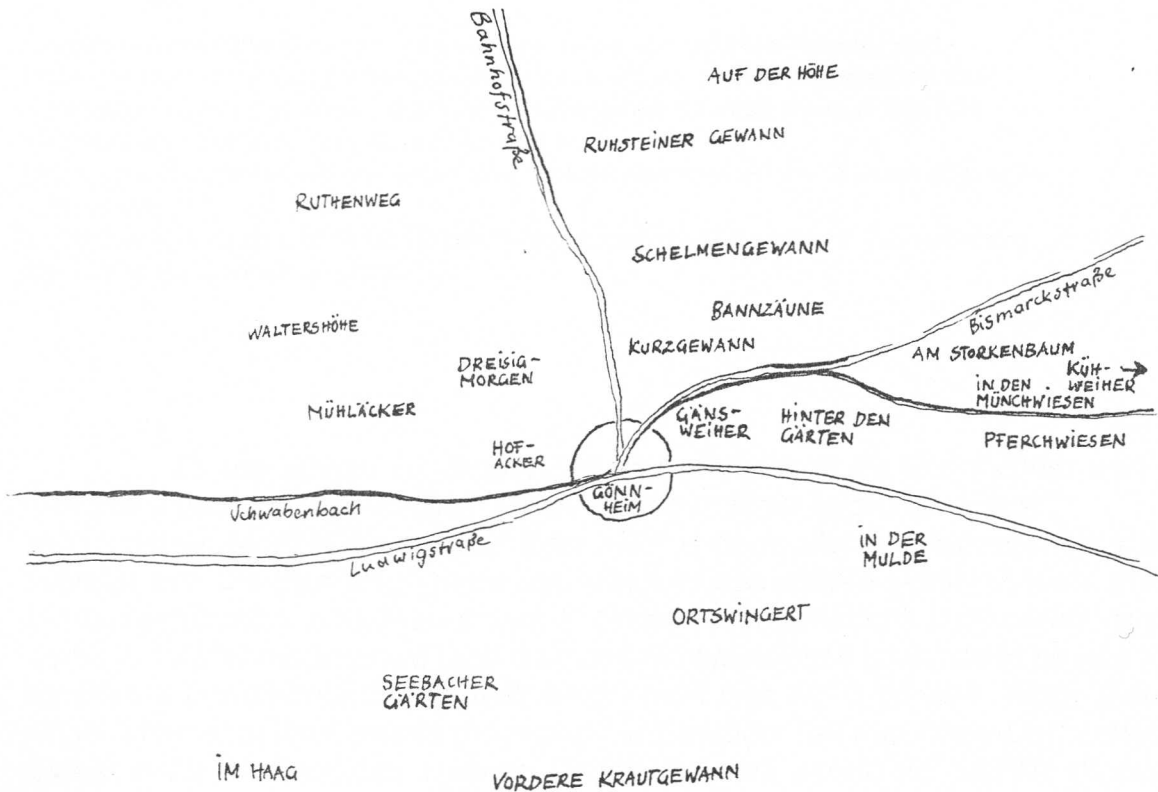 Bahnhofstraße
AUF DER HÖHE
RUHSTEINER GEWANN
RUTHENWEG
SCHELMENGEWANN
BANNZÄUNE
Bismarckstraße
WALTERSHÖHE
KURZGEWANN
DREISIG-
MORGEN
AM STORKENBAUM
KÜH-
WEIHER
IN DEN
MÜNCHWIESEN
MÜHLÄCKER
GÄNS-
WEIHER
HINTER DEN
GÄRTEN
PFERCHWIESEN
HOF-
ACKER
GÖNN-
HEIM
Schwabenbach
Ludwigstraße
IN DER
MULDE
ORTSWINGERT
SEEBACHER
GÄRTEN
IM HAAG
VORDERE KRAUTGEWANN